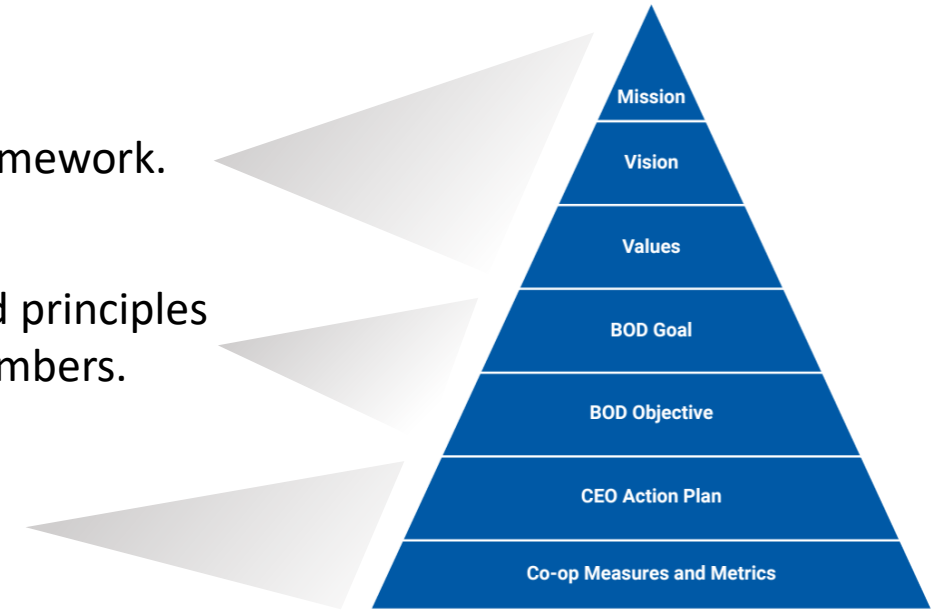 mework.
d principles
mbers.
Mission
Vision
Values
BOD Goal
BOD Objective
CEO Action Plan
Co-op Measures and Metrics